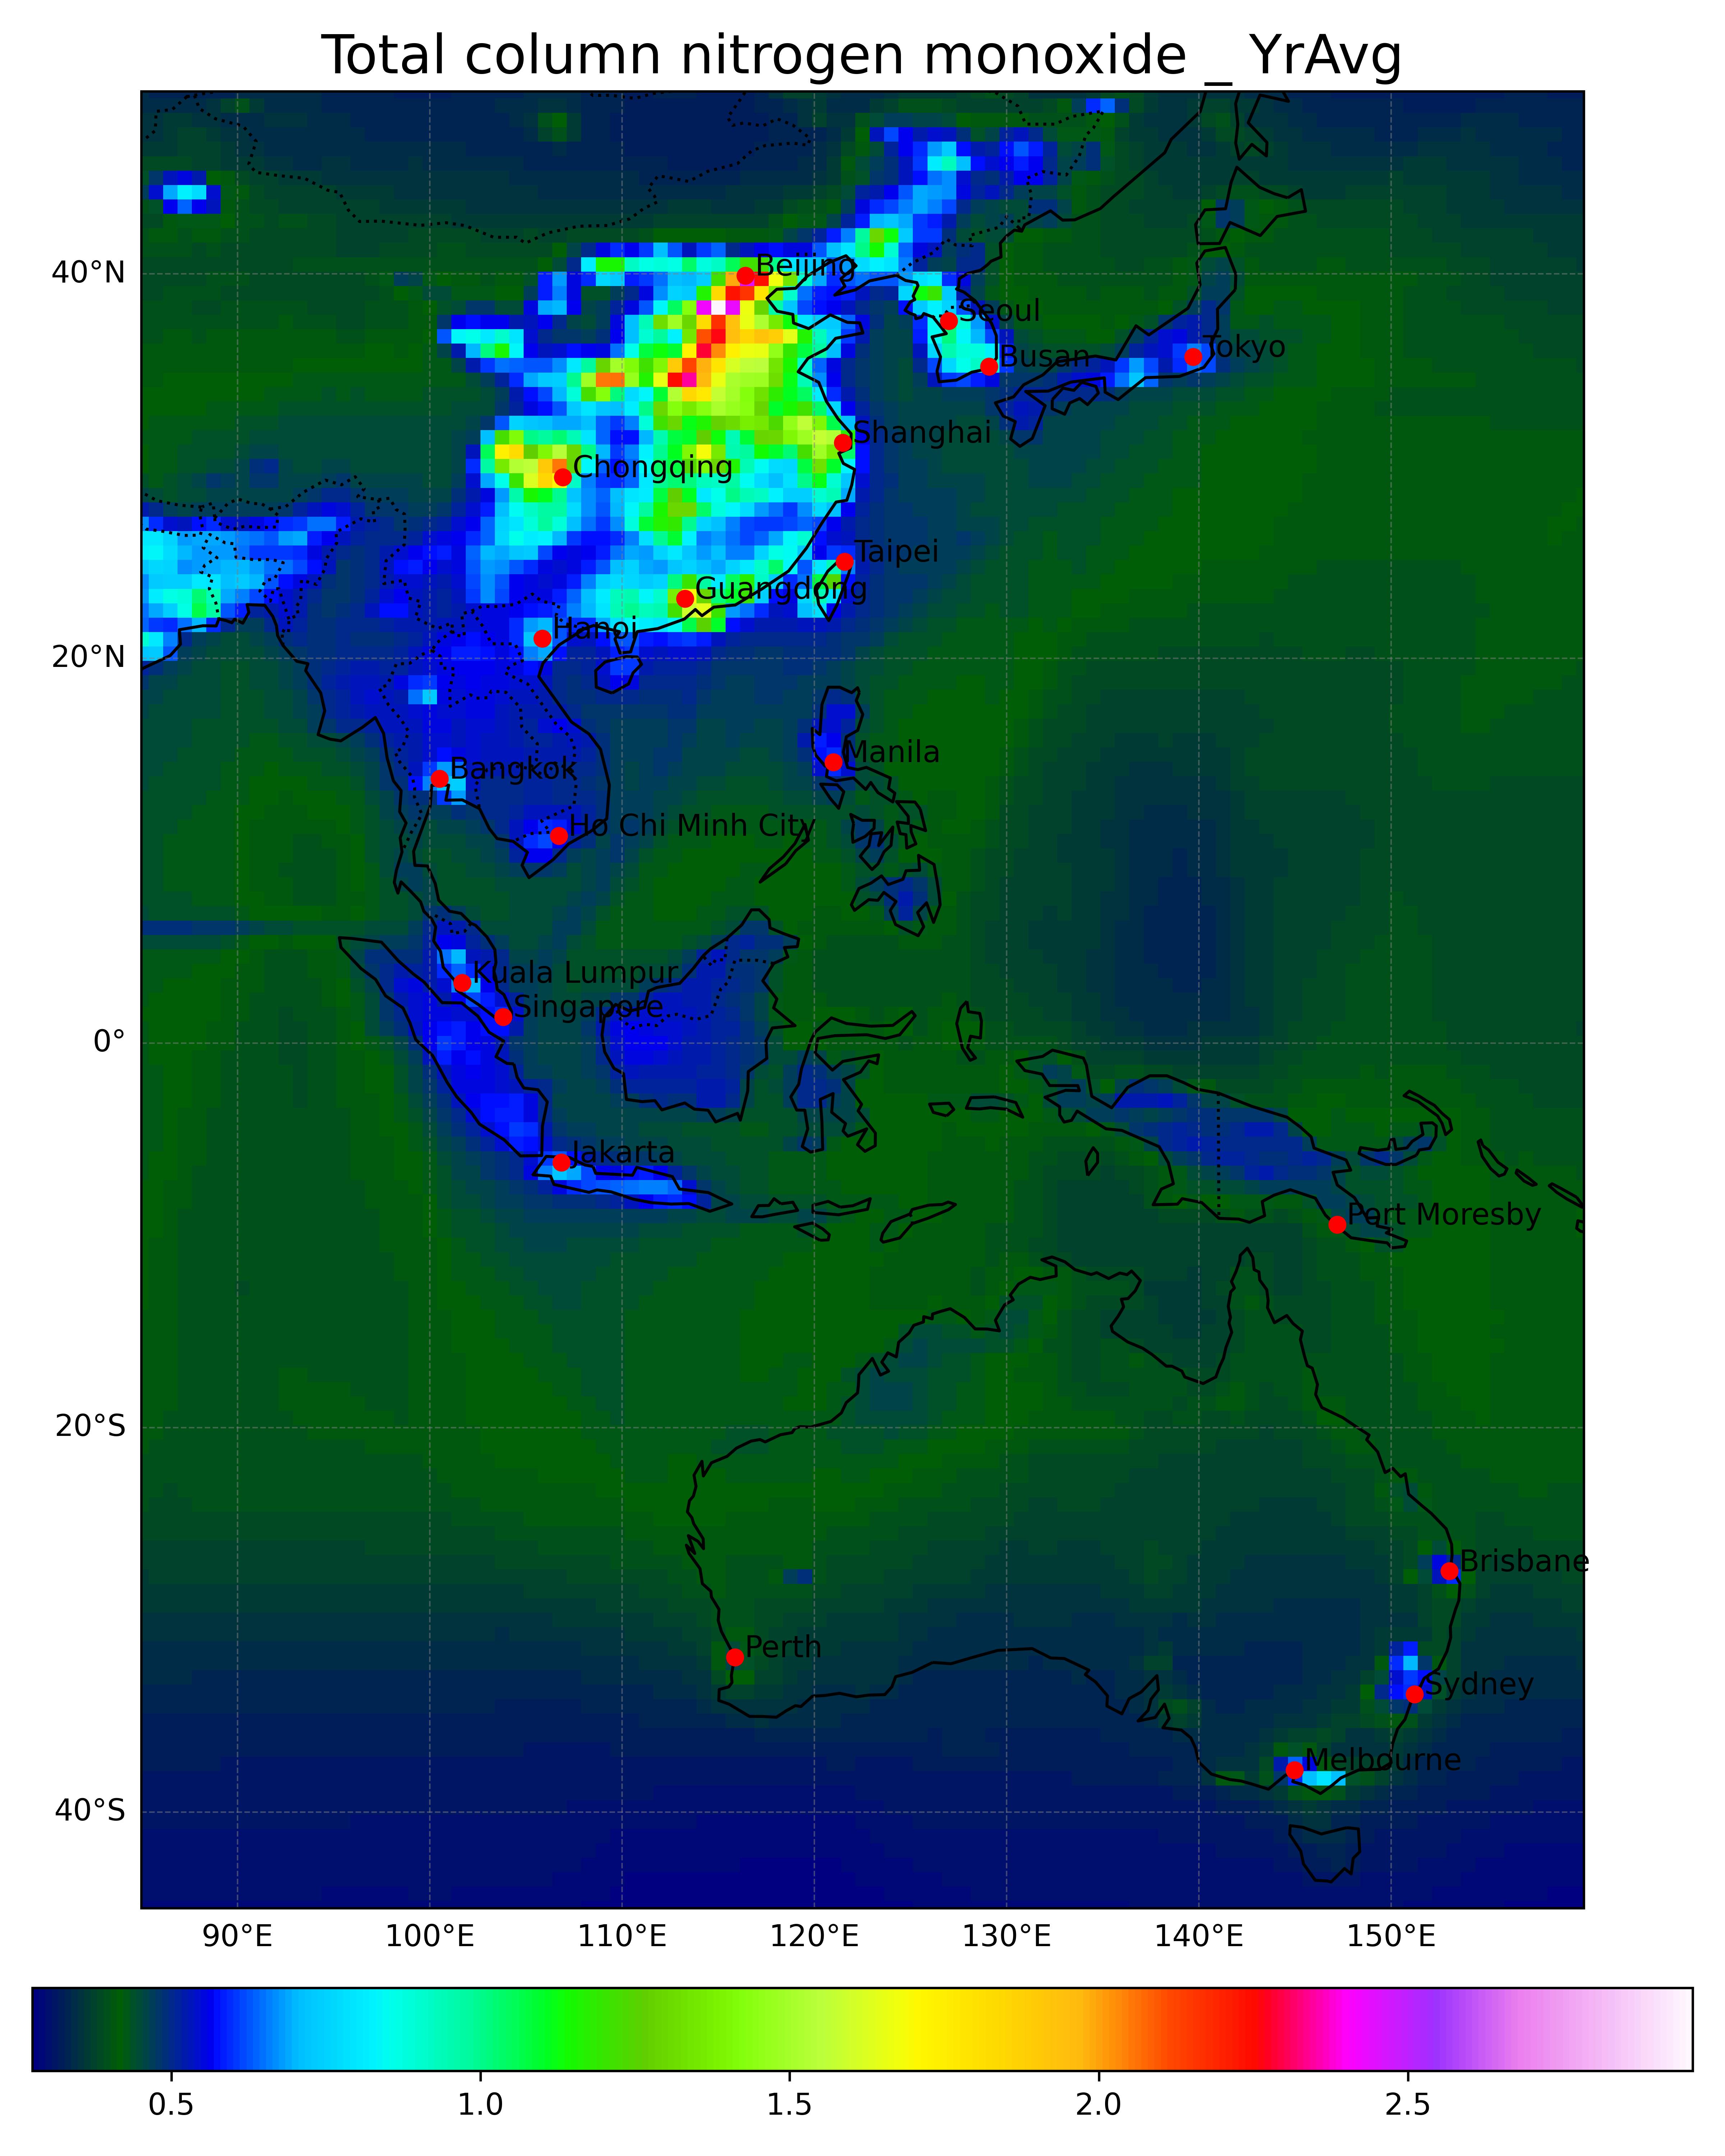 Total column nitrogen monoxide _ YrAvg
40°N
20°N
0°
20°S
40°S
Beijing
Seoul
Tokyo
Busan
Shanghai
Chongqing
Taipei
Guangdong
Hanoi
Manila
Bangkok
Ho Chi Minh City
Kuala Lumpur
Singapore
Jakarta
Port Moresby
Brisbane
Perth
Sydney
Melbourne
90°E 100°E 110°E 120°E 130°E 140°E 150°E
0.5 1.0 1.5 2.0 2.5